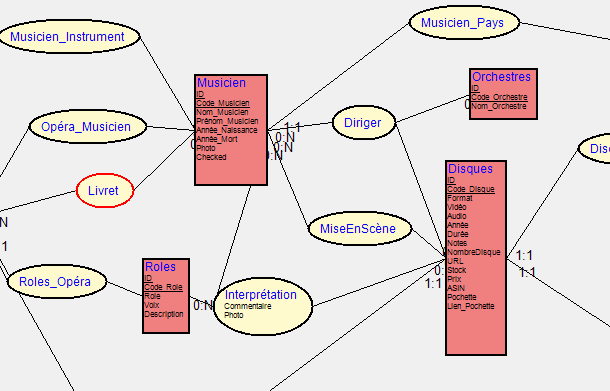 Musicien_Pays
Musicien_Instrument
Musicien
ID
Code_Musicien
Nom_Musicien
Prénom_Musicien
Année_Naissance
Année_Mort
Photo
Checked
Orchestres
ID
Code_Orchestre
Nom_Orchestre
0
Opéra_Musicien
Diriger
1:1
0:N
0:N
0:N
0
Livret
N
Disques
ID
Code_Disque
Format
Vidéo
Audio
Année
Durée
Notes
NombreDisque
URL
Stock
Prix
ASIN
Pochette
Lien_Pochette
MiseEnScène
:1
1:1
1:1
0:
1:1
Roles_Opéra
Roles
ID
Code_Role
Role
Voix
Description
0:N
Interprétation
Commentaire
Photo